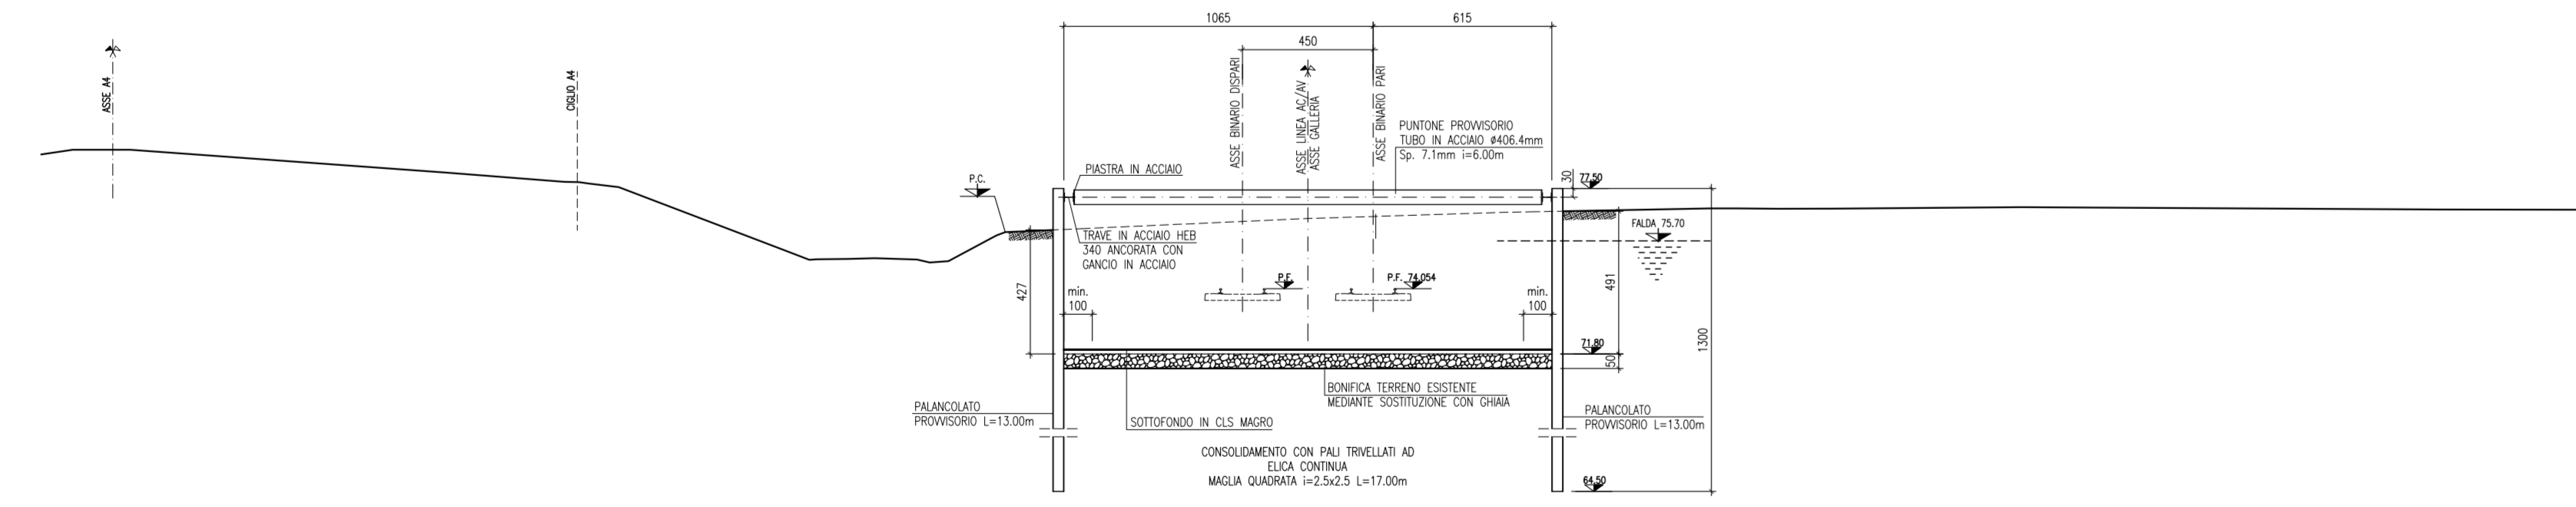 1065
615
450
ASSE A4
CIGLIO A4
ASSE BINARIO DISPARI
ASSE LINEA AC/AV
ASSE GALLERIA
ASSE BINARIO PARI
PUNTONE PROVVISORIO
TUBO IN ACCIAIO ø406.4mm
Sp. 7.1mm i=6.00m
PIASTRA IN ACCIAIO
P.C.
30
77.50
FALDA 75.70
TRAVE IN ACCIAIO HEB
340 ANCORATA CON
GANCIO IN ACCIAIO
427
min.
100
P.F.
P.F. 74.054
min.
100
491
1300
71.80
50
BONIFICA TERRENO ESISTENTE
MEDIANTE SOSTITUZIONE CON GHIAIA
PALANCOLATO
PROVVISORIO L=13.00m
SOTTOFONDO IN CLS MAGRO
PALANCOLATO
PROVVISORIO L=13.00m
CONSOLIDAMENTO CON PALI TRIVELLATI AD
ELICA CONTINUA
MAGLIA QUADRATA i=2.5x2.5 L=17.00m
64.50